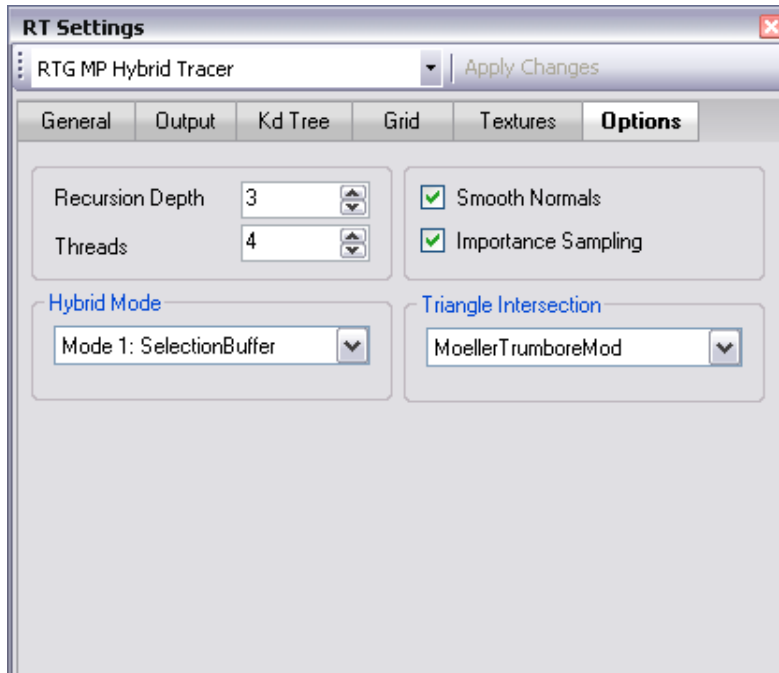 RT Settings
RTG MP Hybrid Tracer
Apply Changes
General Output Kd Tree Grid Textures Options
Recursion Depth 3
Threads 4
Smooth Normals
Importance Sampling
Hybrid Mode
Mode 1: SelectionBuffer
Triangle Intersection
MoellerTrumboreMod